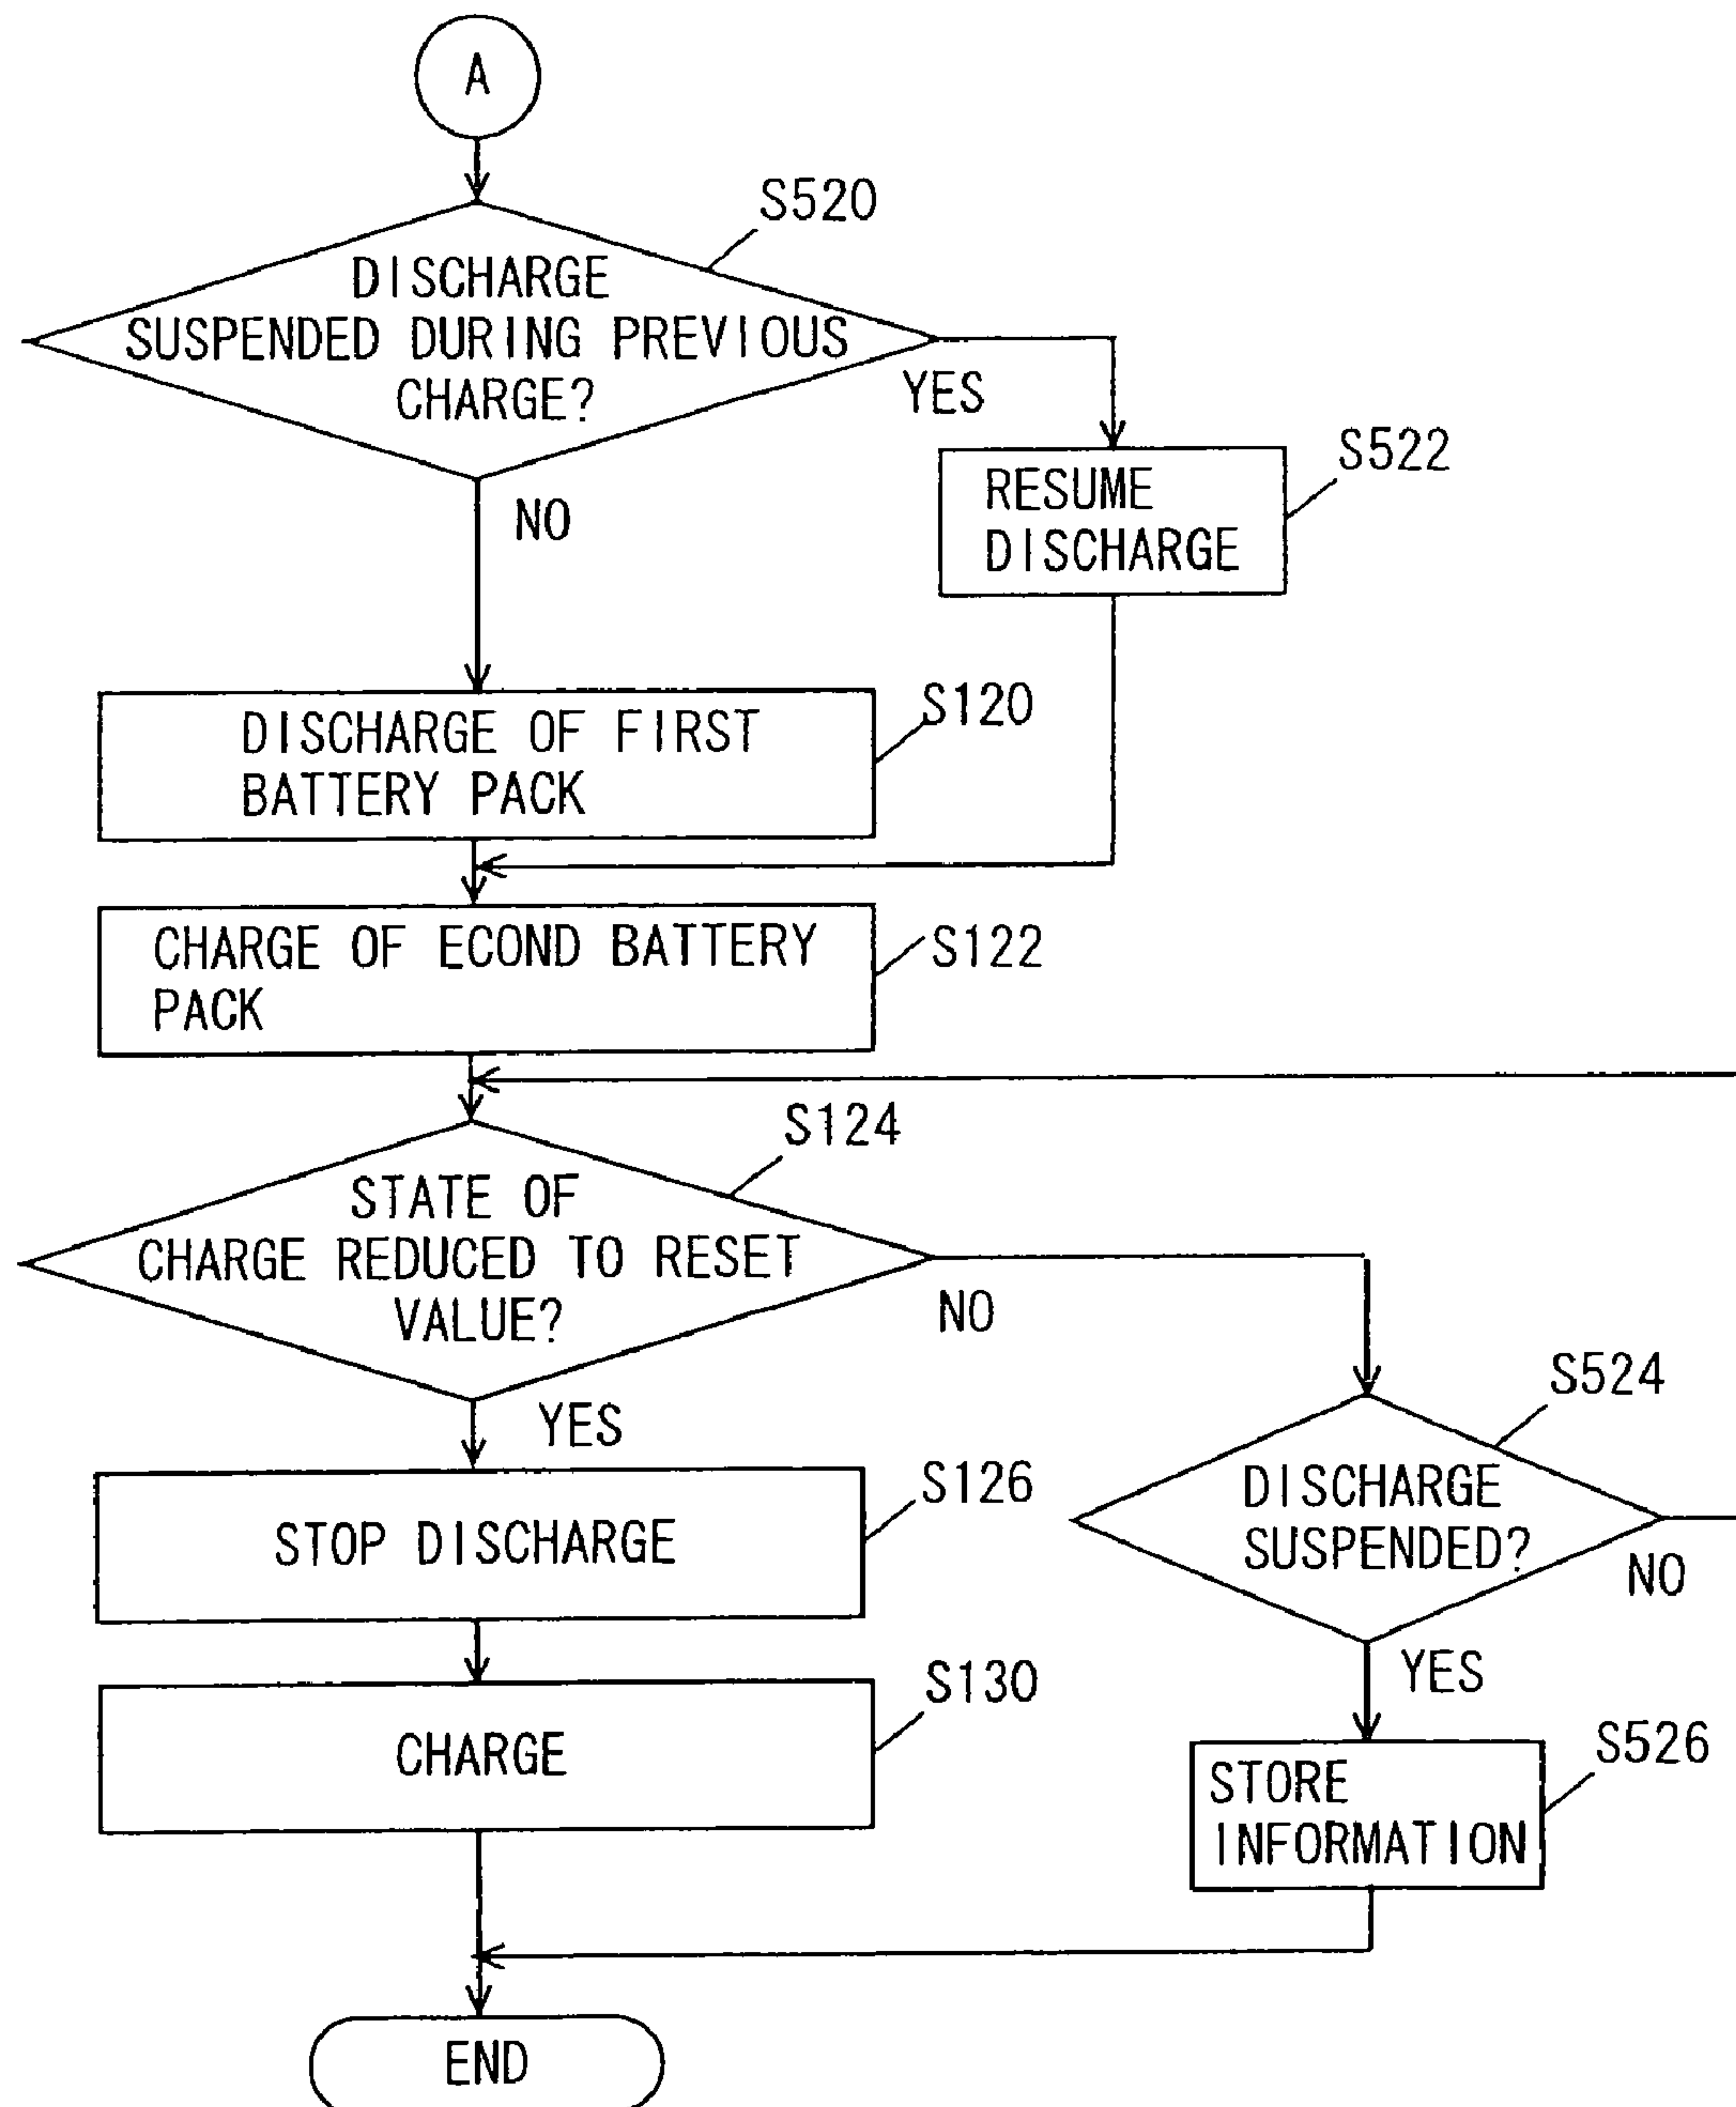 A
S520
DISCHARGE
SUSPENDED DURING PREVIOUS
CHARGE?
YES
NO
S522
RESUME
DISCHARGE
S120
DISCHARGE OF FIRST
BATTERY PACK
S122
CHARGE OF ECOND BATTERY
PACK
S124
STATE OF
CHARGE REDUCED TO RESET
VALUE?
NO
YES
S524
DISCHARGE
SUSPENDED?
NO
YES
S126
STOP DISCHARGE
S130
CHARGE
S526
STORE
INFORMATION
END